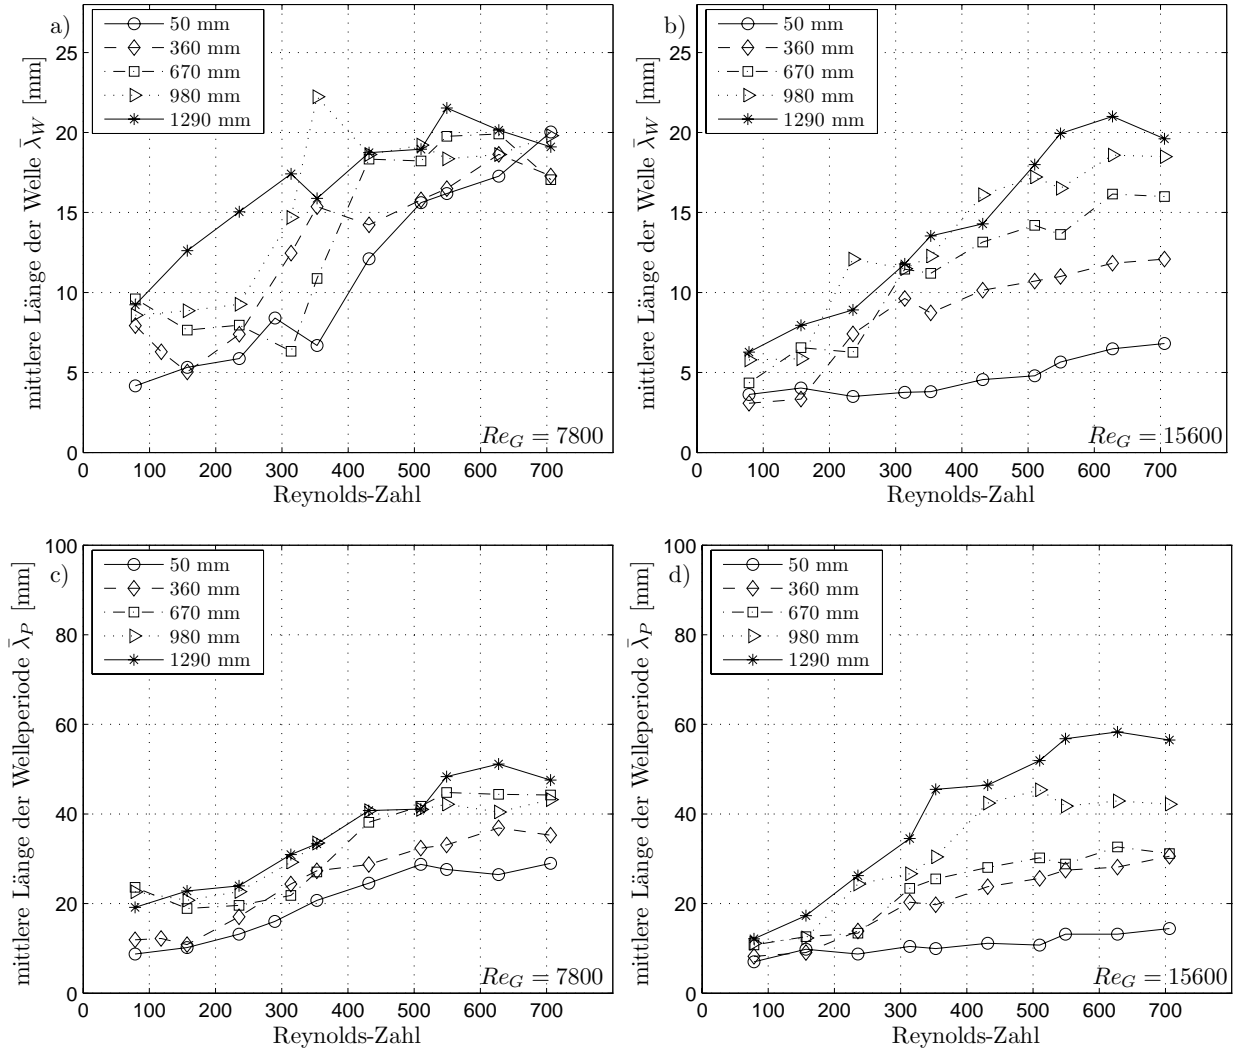 a)
50 mm
360 mm
670 mm
980 mm
1290 mm
25
20
15
10
5
0
mittlere Länge der Welle λ̄_W [mm]
Re_G = 7800
0 100 200 300 400 500 600 700
Reynolds-Zahl
b)
50 mm
360 mm
670 mm
980 mm
1290 mm
25
20
15
10
5
0
mittlere Länge der Welle λ̄_W [mm]
Re_G = 15600
0 100 200 300 400 500 600 700
Reynolds-Zahl
c)
50 mm
360 mm
670 mm
980 mm
1290 mm
100
80
60
40
20
0
mittlere Länge der Welleperiode λ̄_P [mm]
Re_G = 7800
0 100 200 300 400 500 600 700
Reynolds-Zahl
d)
50 mm
360 mm
670 mm
980 mm
1290 mm
100
80
60
40
20
0
mittlere Länge der Welleperiode λ̄_P [mm]
Re_G = 15600
0 100 200 300 400 500 600 700
Reynolds-Zahl